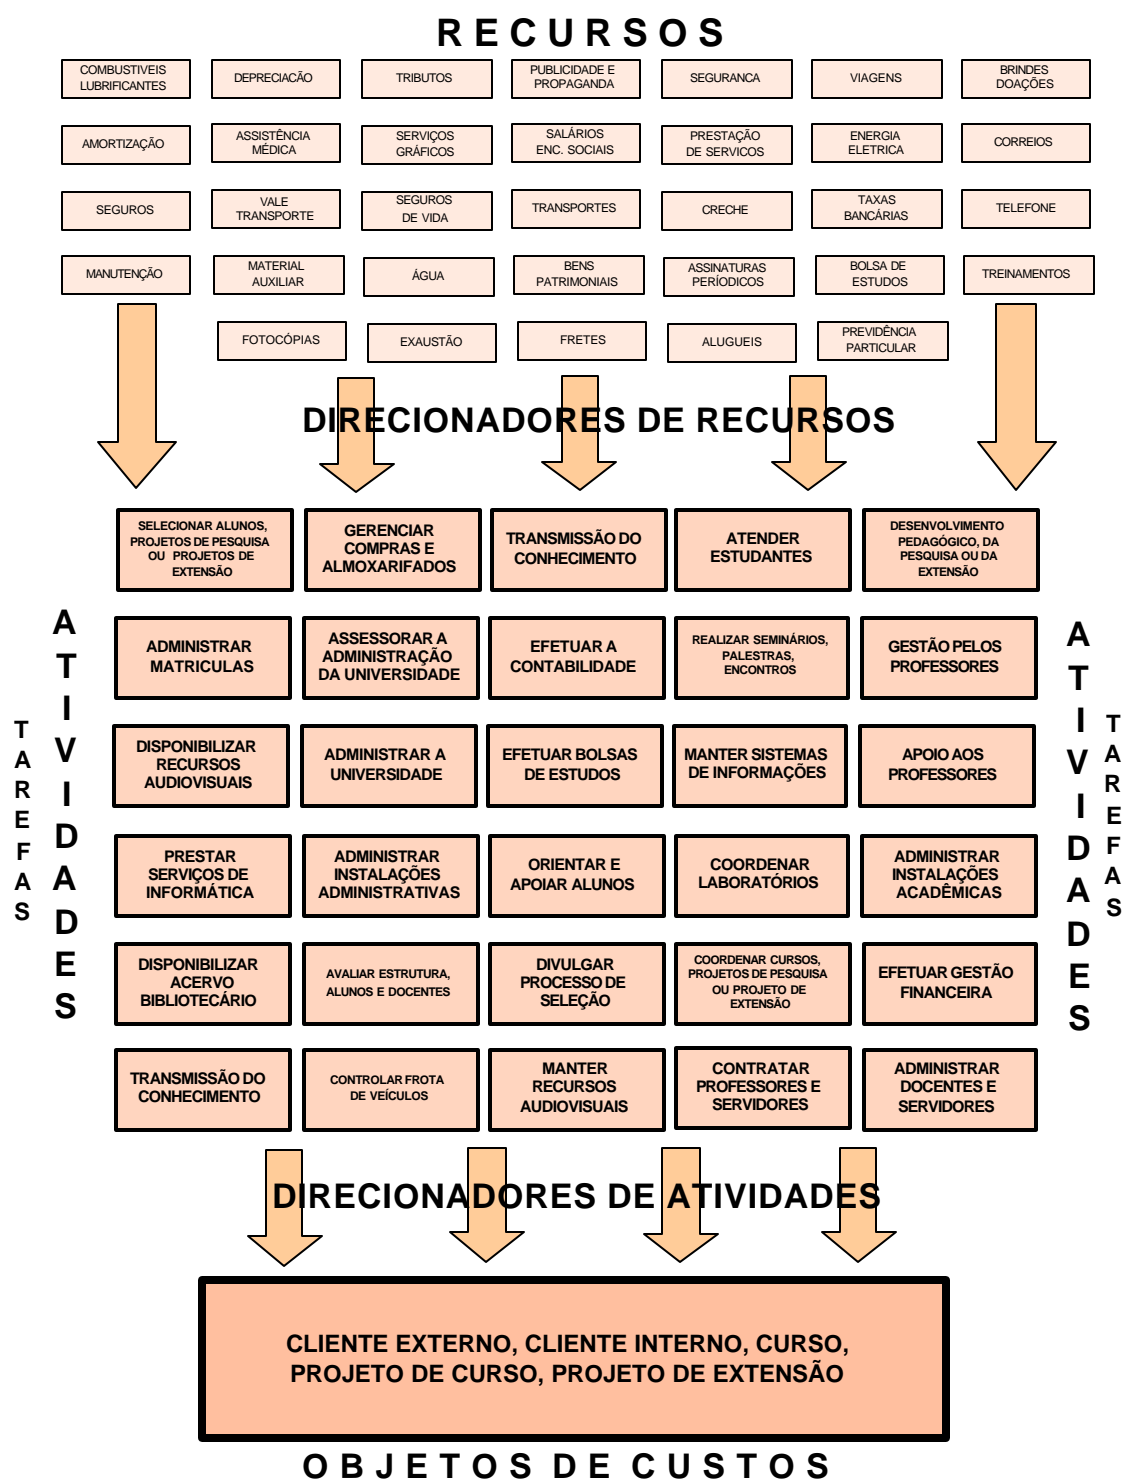 R E C U R S O S
COMBUSTIVEIS
LUBRIFICANTES
DEPRECIAÇÃO
TRIBUTOS
PUBLICIDADE E
PROPAGANDA
SEGURANCA
VIAGENS
BRINDES
DOAÇÕES
AMORTIZAÇÃO
ASSISTÊNCIA
MÉDICA
SERVIÇOS
GRÁFICOS
SALÁRIOS
ENC. SOCIAIS
PRESTAÇÃO
DE SERVICOS
ENERGIA
ELETRICA
CORREIOS
SEGUROS
VALE
TRANSPORTE
SEGUROS
DE VIDA
TRANSPORTES
CRECHE
TAXAS
BANCÁRIAS
TELEFONE
MANUTENÇÃO
MATERIAL
AUXILIAR
ÁGUA
BENS
PATRIMONIAIS
ASSINATURAS
PERÍODICOS
BOLSA DE
ESTUDOS
TREINAMENTOS
FOTOCÓPIAS
EXAUSTÃO
FRETES
ALUGUEIS
PREVIDÊNCIA
PARTICULAR
DIRECIONADORES DE RECURSOS
SELECIONAR ALUNOS,
PROJETOS DE PESQUISA
OU PROJETOS DE
EXTENSÃO
GERENCIAR
COMPRAS E
ALMOXARIFADOS
TRANSMISSÃO DO
CONHECIMENTO
ATENDER
ESTUDANTES
DESENVOLVIMENTO
PEDAGÓGICO, DA
PESQUISA OU DA
EXTENSÃO
TAREFAS
ATIVIDADES
ADMINISTRAR
MATRICULAS
ASSESSORAR A
ADMINISTRAÇÃO
DA UNIVERSIDADE
EFETUAR A
CONTABILIDADE
REALIZAR SEMINÁRIOS,
PALESTRAS,
ENCONTROS
GESTÃO PELOS
PROFESSORES
DISPONIBILIZAR
RECURSOS
AUDIOVISUAIS
ADMINISTRAR A
UNIVERSIDADE
EFETUAR BOLSAS
DE ESTUDOS
MANTER SISTEMAS
DE INFORMAÇÕES
APOIO AOS
PROFESSORES
PRESTAR
SERVIÇOS DE
INFORMÁTICA
ADMINISTRAR
INSTALAÇÕES
ADMINISTRATIVAS
ORIENTAR E
APOIAR ALUNOS
COORDENAR
LABORATÓRIOS
ADMINISTRAR
INSTALAÇÕES
ACADÊMICAS
DISPONIBILIZAR
ACERVO
BIBLIOTECÁRIO
AVALIAR ESTRUTURA,
ALUNOS E DOCENTES
DIVULGAR
PROCESSO DE
SELEÇÃO
COORDENAR CURSOS,
PROJETOS DE PESQUISA
OU PROJETO DE
EXTENSÃO
EFETUAR GESTÃO
FINANCEIRA
TRANSMISSÃO DO
CONHECIMENTO
CONTROLAR FROTA
DE VEÍCULOS
MANTER
RECURSOS
AUDIOVISUAIS
CONTRATAR
PROFESSORES E
SERVIDORES
ADMINISTRAR
DOCENTES E
SERVIDORES
ATIVIDADES
TAREFAS
DIRECIONADORES DE ATIVIDADES
CLIENTE EXTERNO, CLIENTE INTERNO, CURSO,
PROJETO DE CURSO, PROJETO DE EXTENSÃO
O B J E T O S D E C U S T O S